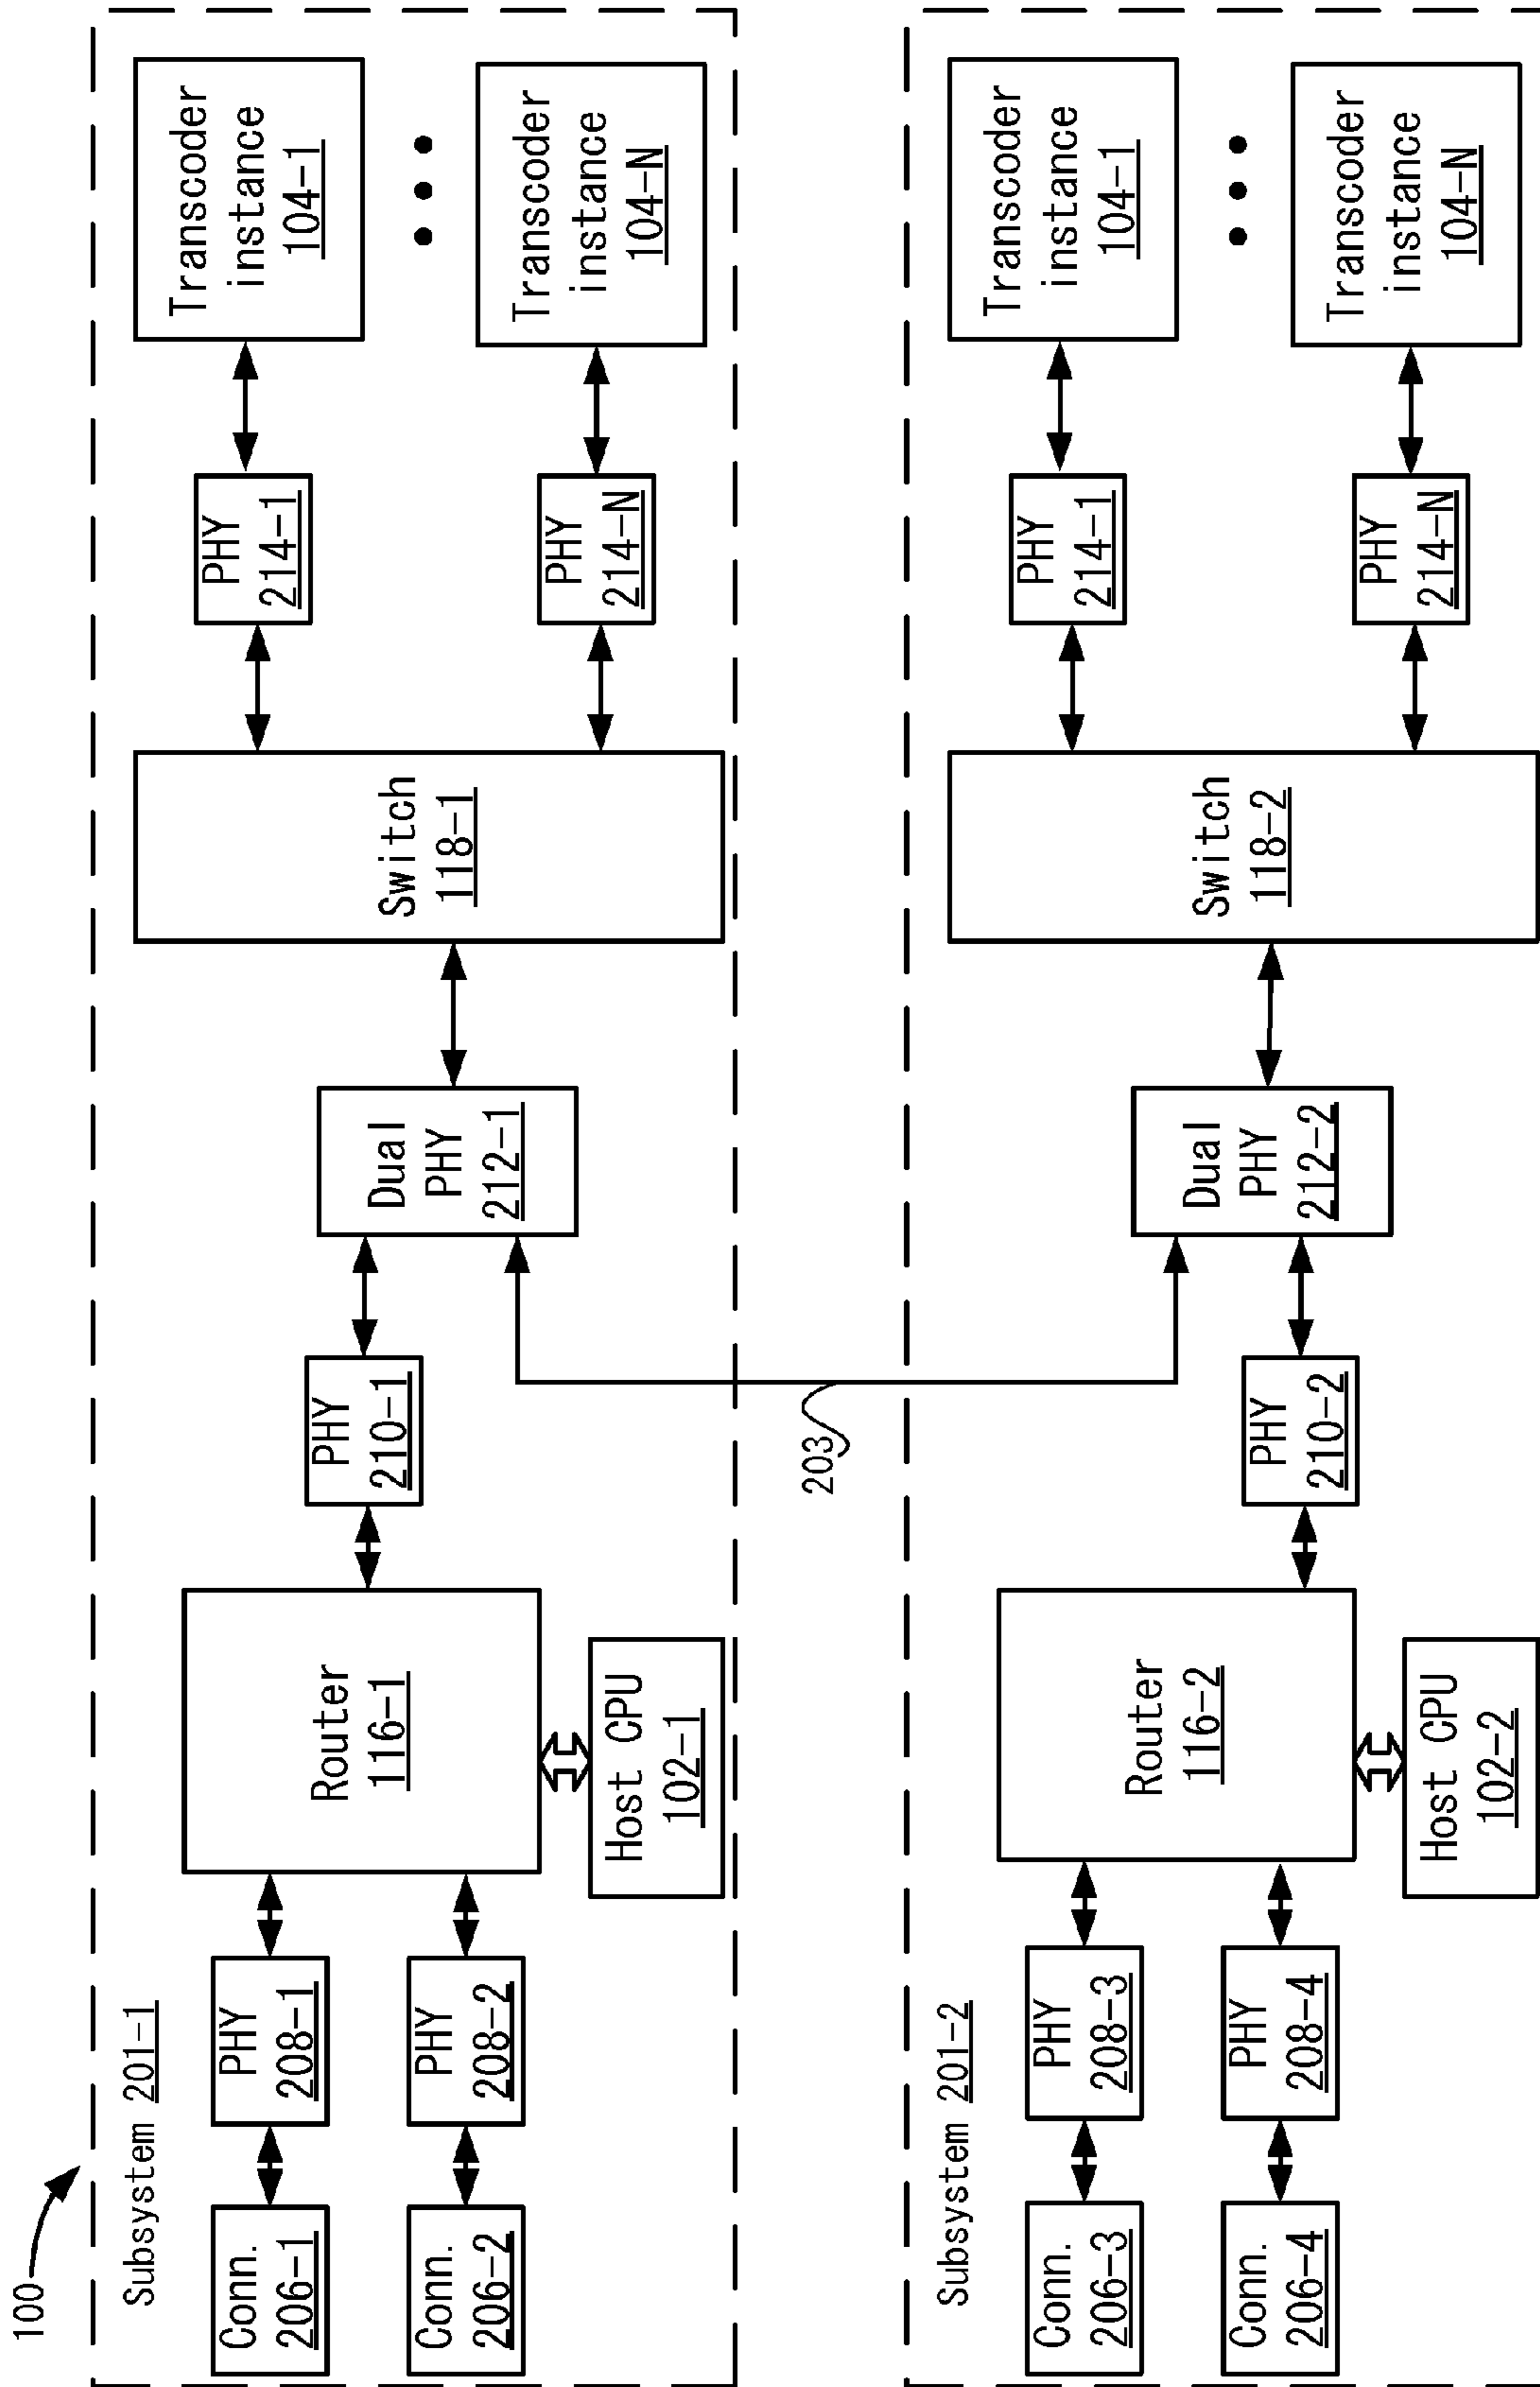 100
Subsystem 201-1
Conn.
206-1
PHY
208-1
Conn.
206-2
PHY
208-2
Router
116-1
Host CPU
102-1
PHY
210-1
Dual
PHY
212-1
Switch
118-1
PHY
214-1
Transcoder
instance
104-1
PHY
214-N
Transcoder
instance
104-N
203
Subsystem 201-2
Conn.
206-3
PHY
208-3
Conn.
206-4
PHY
208-4
Router
116-2
Host CPU
102-2
PHY
210-2
Dual
PHY
212-2
Switch
118-2
PHY
214-1
Transcoder
instance
104-1
PHY
214-N
Transcoder
instance
104-N